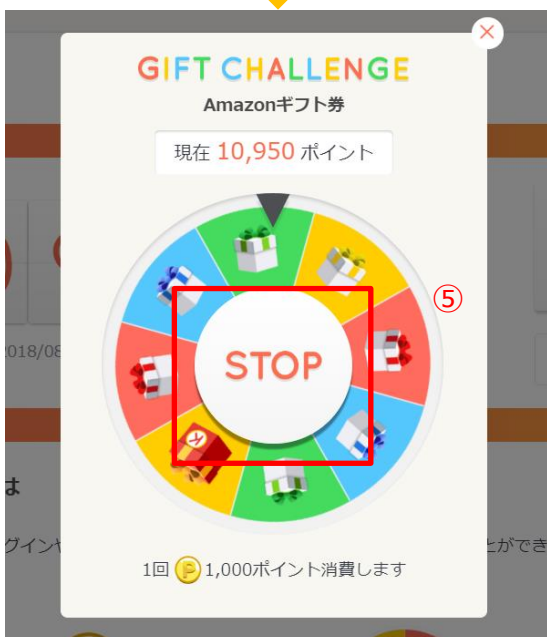 GIFT CHALLENGE
Amazonギフト券
現在 10,950 ポイント
⑤
STOP
2018/08
は
グイン
とができ
1回 P 1,000ポイント消費します